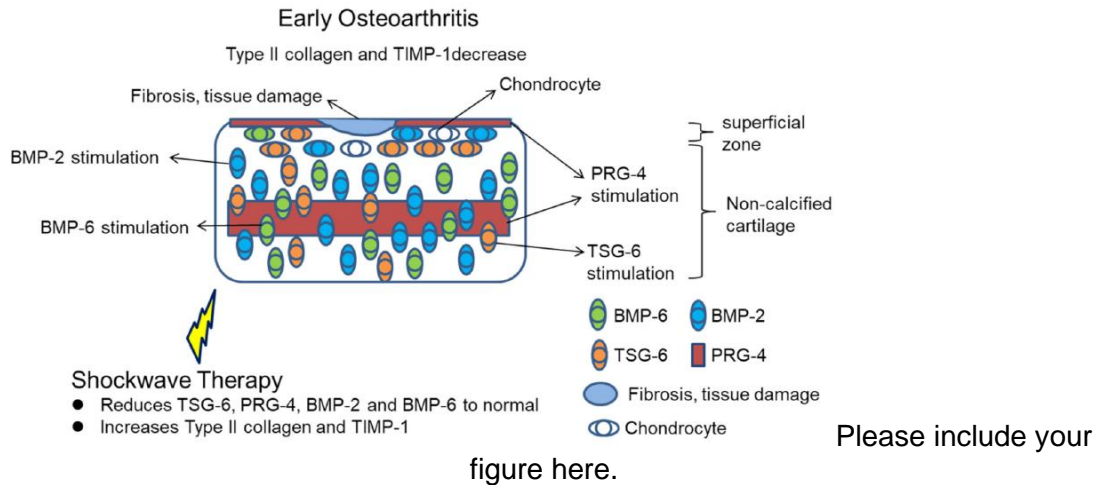 Early Osteoarthritis
Type II collagen and TIMP-1decrease
Chondrocyte
Fibrosis, tissue damage
superficial
zone
BMP-2 stimulation
PRG-4
stimulation
Non-calcified
cartilage
BMP-6 stimulation
TSG-6
stimulation
BMP-6
BMP-2
TSG-6
PRG-4
Fibrosis, tissue damage
Chondrocyte
Shockwave Therapy
● Reduces TSG-6, PRG-4, BMP-2 and BMP-6 to normal
● Increases Type II collagen and TIMP-1
Please include your
figure here.